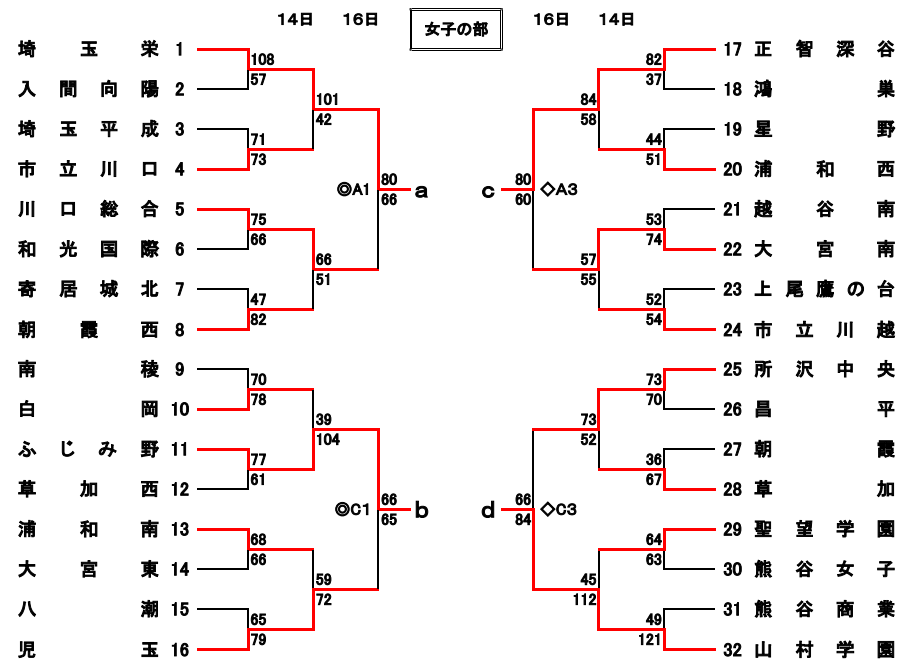 14日 16日 女子の部 16日 14日
埼玉栄 1
108
57
入間向陽 2
101
42
埼玉平成 3
71
73
市立川口 4
80
66
◎A1 a
川口総合 5
75
66
和光国際 6
66
51
寄居城北 7
47
82
朝霞西 8
南稜 9
70
78
白岡 10
39
104
ふじみ野 11
77
61
草加西 12
66
65
◎C1 b
浦和南 13
68
66
大宮東 14
59
72
八潮 15
65
79
児玉 16
17 正智深谷
82
37
18 鴻巣
84
58
19 星野
44
51
20 浦和西
c 80
60
◇A3
21 越谷南
53
74
22 大宮南
57
55
23 上尾鷹の台
52
54
24 市立川越
25 所沢中央
73
70
26 昌平
73
52
27 朝霞
36
67
28 草加
d 66
84
◇C3
29 聖望学園
64
63
30 熊谷女子
45
112
31 熊谷商業
49
121
32 山村学園